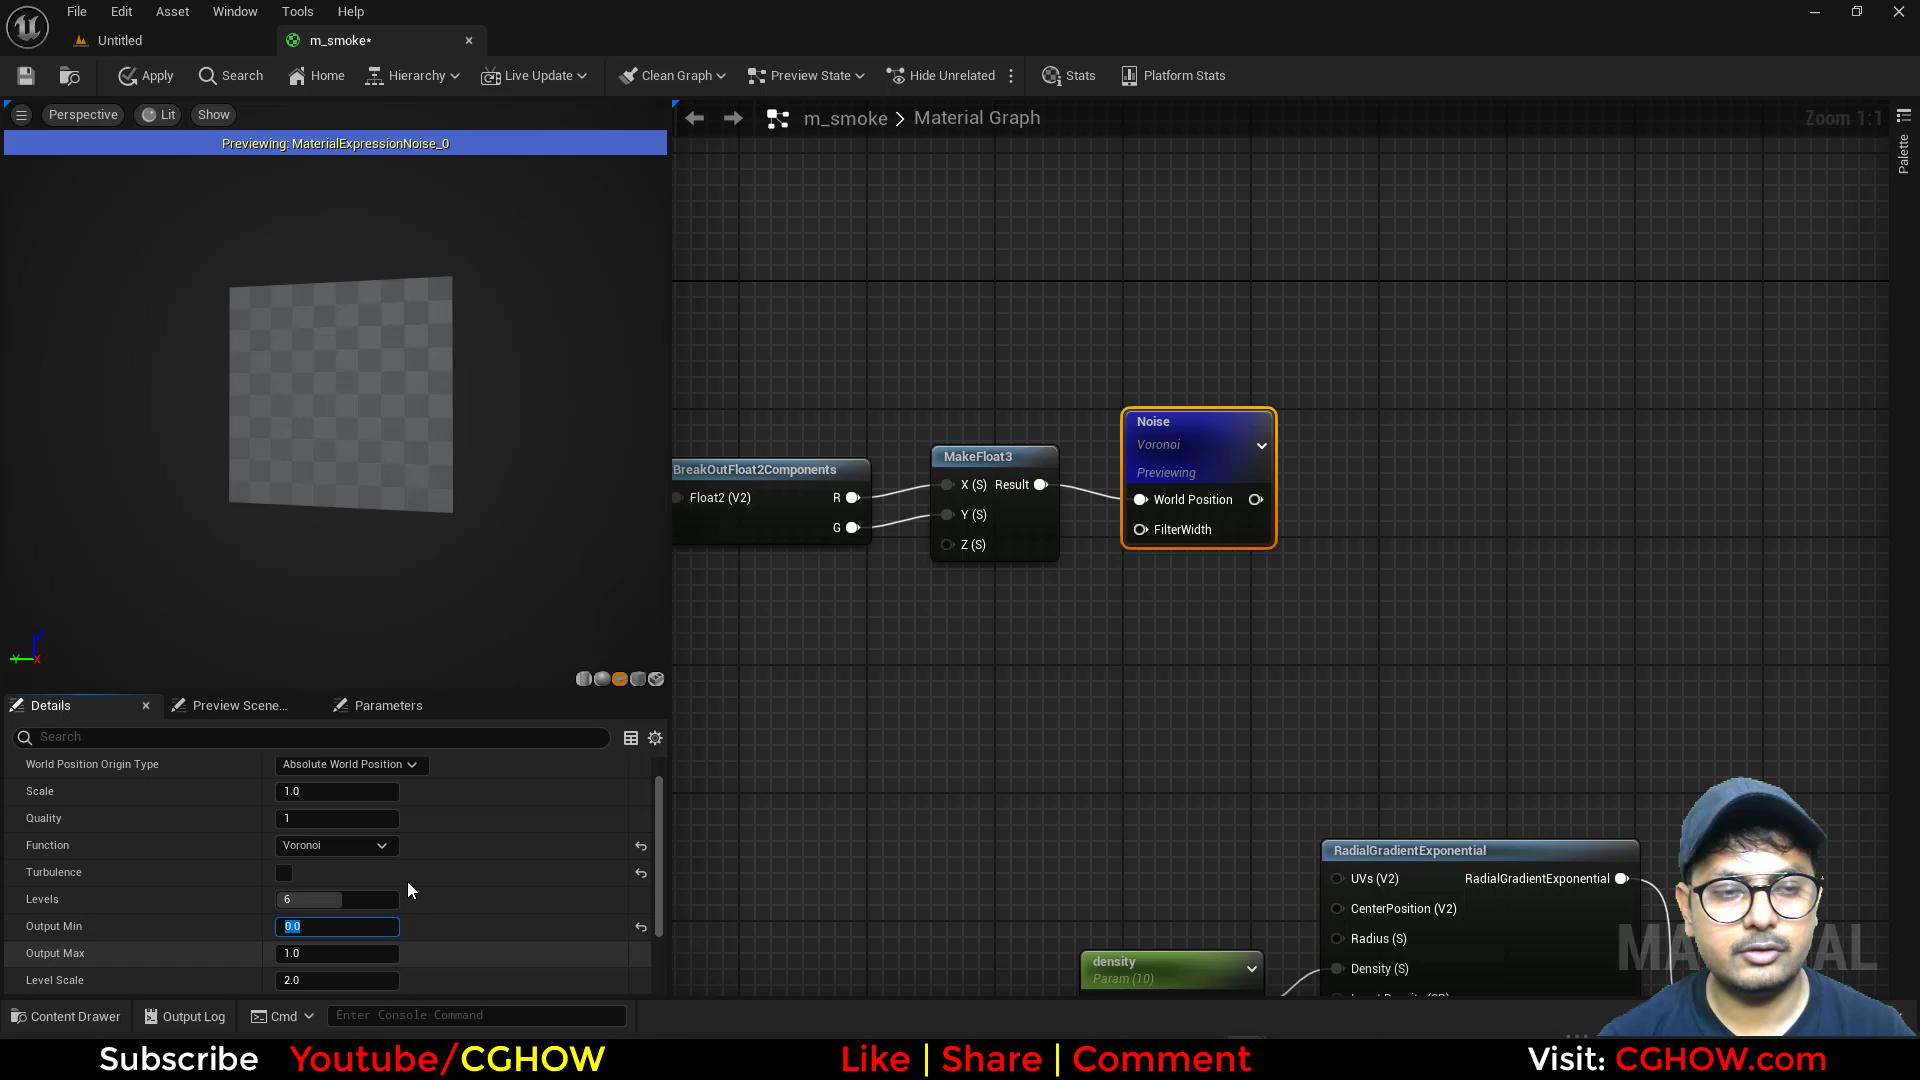 File Edit Asset Window Tools Help
Untitled m_smoke*
Apply Search Home Hierarchy Live Update Clean Graph Preview State Hide Unrelated Stats Platform Stats
Perspective Lit Show
Previewing: MaterialExpressionNoise_0
m_smoke > Material Graph
Zoom 1:1
Palette
Noise
Voronoi
Previewing
World Position
FilterWidth
MakeFloat3
X (S) Result
Y (S)
Z (S)
BreakOutFloat2Components
Float2 (V2) R
G
Details Preview Scene... Parameters
Search
World Position Origin Type Absolute World Position
Scale 1.0
Quality 1
Function Voronoi
Turbulence
Levels 6
Output Min 0.0
Output Max 1.0
Level Scale 2.0
RadialGradientExponential
UVs (V2) RadialGradientExponential
CenterPosition (V2)
Radius (S)
Density (S)
density
Param (10)
Content Drawer Output Log Cmd Enter Console Command
Subscribe Youtube/CGHOW Like | Share | Comment Visit: CGHOW.com